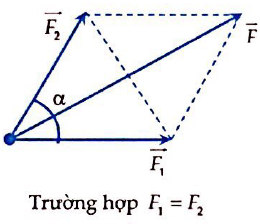 F₂ F
α
F₁
Trường hợp F₁ = F₂